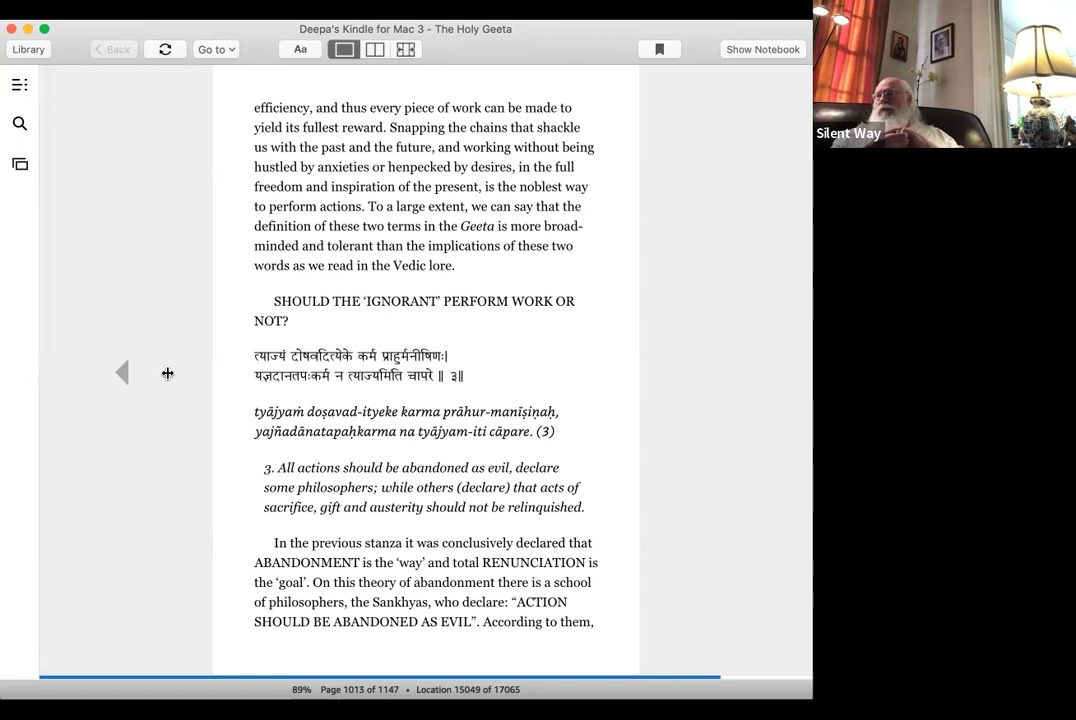 Deepa's Kindle for Mac 3 - The Holy Geeta
Library
Back
Go to
Aa
Show Notebook
efficiency, and thus every piece of work can be made to
yield its fullest reward. Snapping the chains that shackle
us with the past and the future, and working without being
hustled by anxieties or henpecked by desires, in the full
freedom and inspiration of the present, is the noblest way
to perform actions. To a large extent, we can say that the
definition of these two terms in the Geeta is more broad-
minded and tolerant than the implications of these two
words as we read in the Vedic lore.
SHOULD THE ‘IGNORANT’ PERFORM WORK OR
NOT?
त्याज्यं दोषवदित्येके कर्म प्राहुर्मनीषिणः|
यज्ञदानतपःकर्म न त्याज्यमिति चापरे || ३||
tyājyaṁ doṣavad-ityeke karma prāhur-manīṣiṇaḥ,
yajñadānatapaḥkarma na tyājyam-iti cāpare. (3)
3. All actions should be abandoned as evil, declare
some philosophers; while others (declare) that acts of
sacrifice, gift and austerity should not be relinquished.
In the previous stanza it was conclusively declared that
ABANDONMENT is the ‘way’ and total RENUNCIATION is
the ‘goal’. On this theory of abandonment there is a school
of philosophers, the Sankhyas, who declare: “ACTION
SHOULD BE ABANDONED AS EVIL”. According to them,
89% Page 1013 of 1147 • Location 15049 of 17065
Silent Way